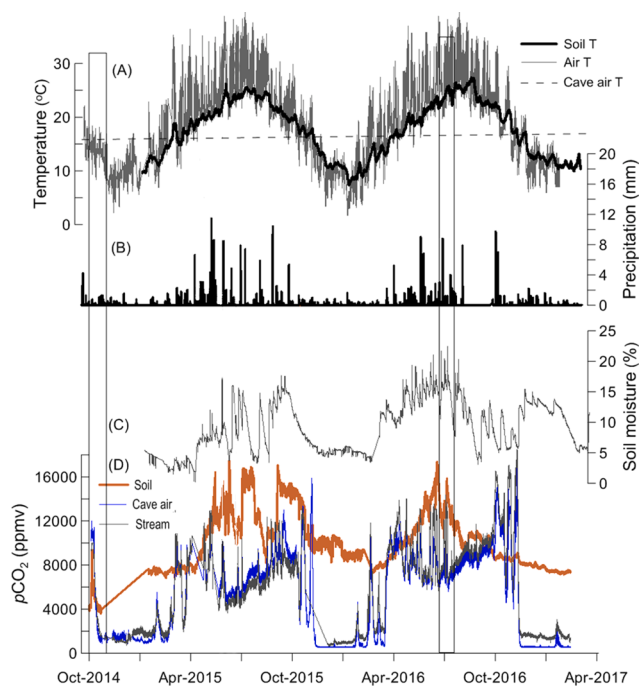 (A)
Soil T
Air T
Cave air T
Temperature (oC)
30
20
10
0
(B)
Precipitation (mm)
20
16
12
8
4
0
(C)
Soil moisture (%)
25
20
15
10
5
0
(D)
Soil
Cave air
Stream
pCO2 (ppmv)
16000
12000
8000
4000
0
Oct-2014 Apr-2015 Oct-2015 Apr-2016 Oct-2016 Apr-2017